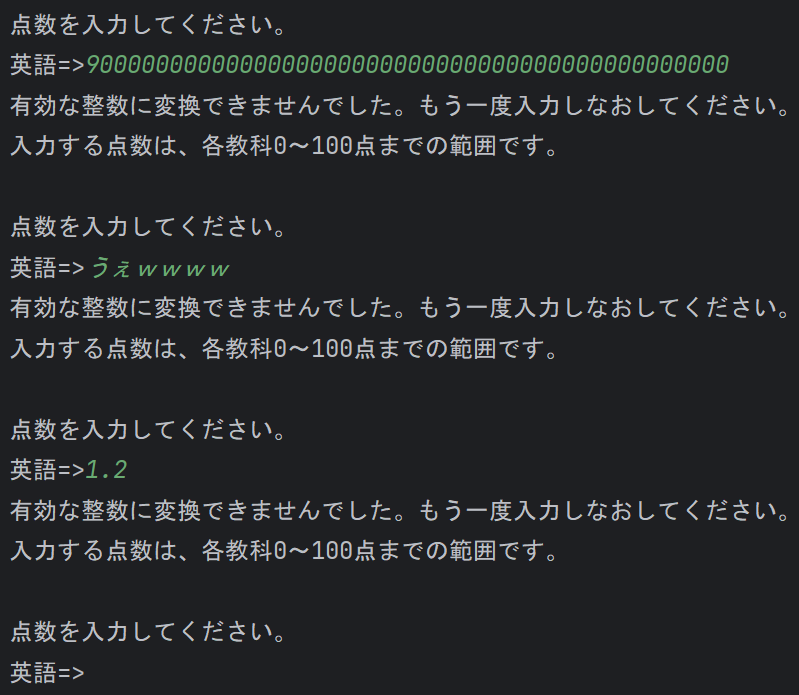 点数を入力してください。
英語=>9000000000000000000000000000000000000000000000
有効な整数に変換できませんでした。もう一度入力しなおしてください。
入力する点数は、各教科0～100点までの範囲です。
点数を入力してください。
英語=>うぇｗｗｗｗ
有効な整数に変換できませんでした。もう一度入力しなおしてください。
入力する点数は、各教科0～100点までの範囲です。
点数を入力してください。
英語=>1.2
有効な整数に変換できませんでした。もう一度入力しなおしてください。
入力する点数は、各教科0～100点までの範囲です。
点数を入力してください。
英語=>